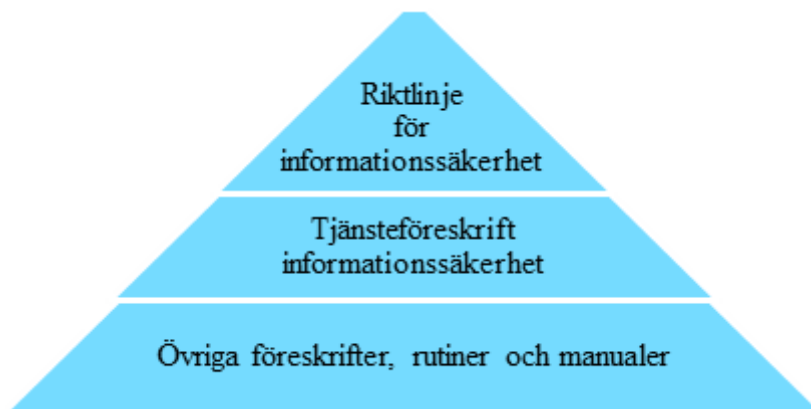 Riktlinje
för
informationssäkerhet
Tjänsteföreskrift
informationssäkerhet
Övriga föreskrifter, rutiner och manualer